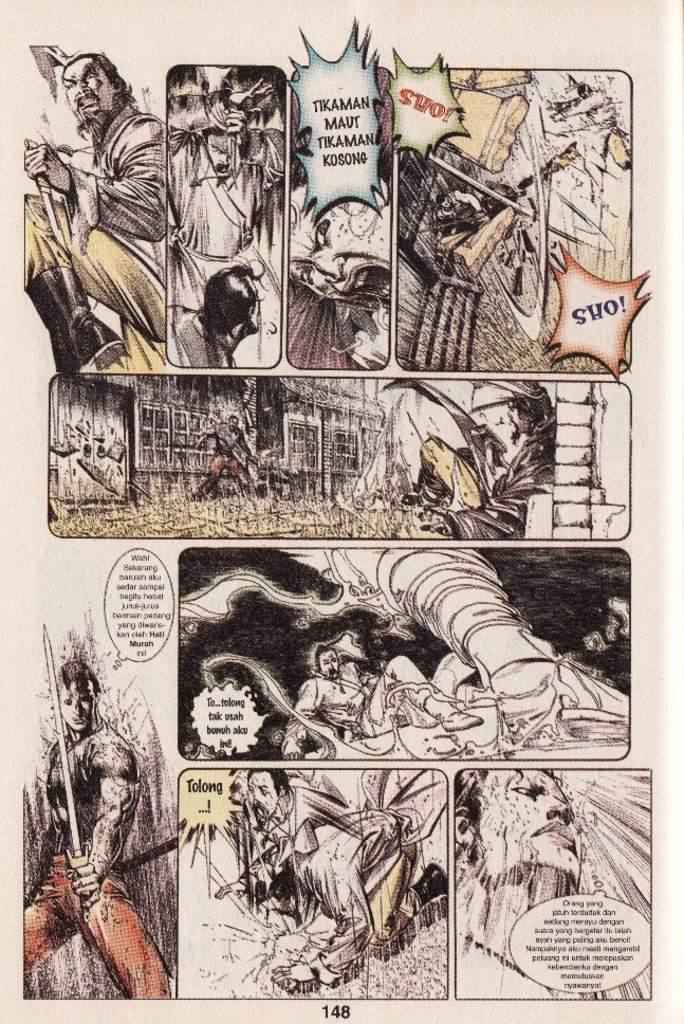 TIKAMAN
MAUT
TIKAMAN
KOSONG
SHO!
SHO!
Wah!
Sekarang
barulah aku
sedar sampai
begitu hebat
jurus-jurus
bermain pedang
yang diwaris-
kan oleh Hati
Murah
ini!
To...tolong
tak usah
bunuh aku
ini!!
Tolong
...!
Orang yang
jatuh terduduk dan
sedang merayu dengan
suara yang bergetar itu ialah
ayah yang paling aku benci!
Nampaknya aku mesti mengambil
peluang ini untuk melepaskan
kebencianku dengan
memutuskan
nyawanya!
148